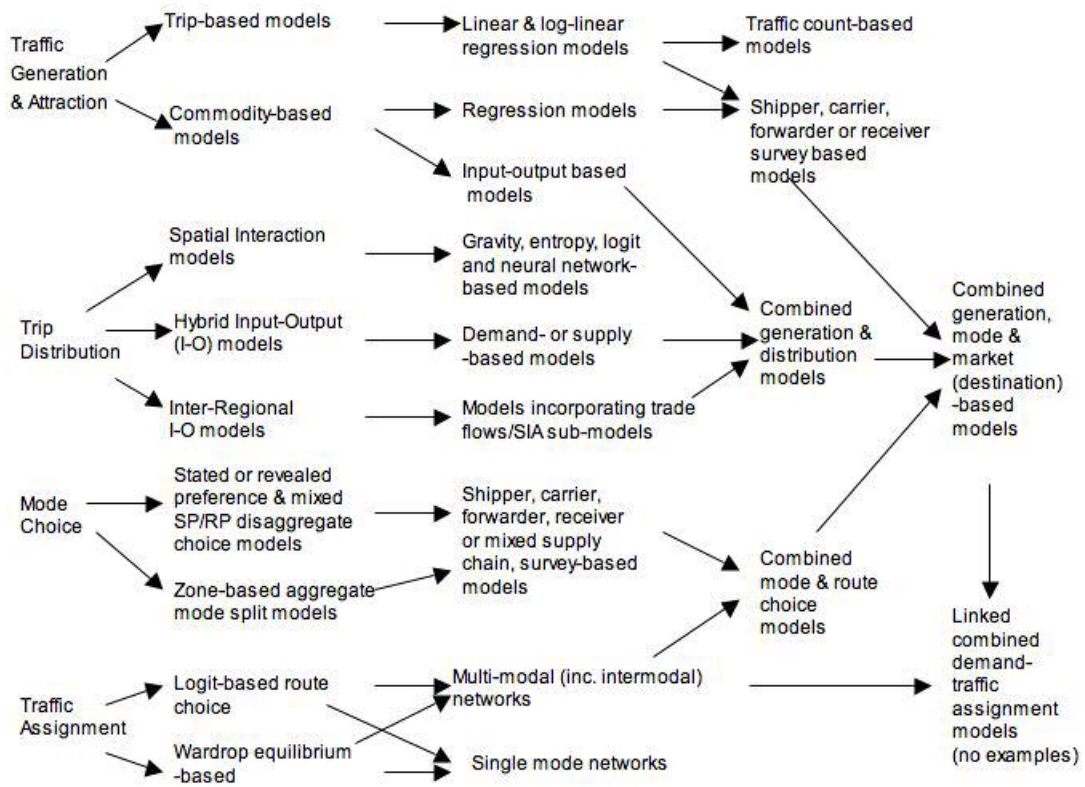 Traffic
Generation
& Attraction
Trip-based models
Linear & log-linear
regression models
Traffic count-based
models
Commodity-based
models
Regression models
Shipper, carrier,
forwarder or receiver
survey based
models
Input-output based
models
Trip
Distribution
Spatial Interaction
models
Gravity, entropy, logit
and neural network-
based models
Hybrid Input-Output
(I-O) models
Demand- or supply
-based models
Combined
generation &
distribution
models
Combined
generation,
mode &
market
(destination)
-based
models
Inter-Regional
I-O models
Models incorporating trade
flows/SIA sub-models
Mode
Choice
Stated or revealed
preference & mixed
SP/RP disaggregate
choice models
Shipper, carrier,
forwarder, receiver
or mixed supply
chain, survey-based
models
Zone-based aggregate
mode split models
Combined
mode & route
choice
models
Linked
combined
demand-
traffic
assignment
models
(no examples)
Traffic
Assignment
Logit-based route
choice
Multi-modal (inc. intermodal)
networks
Wardrop equilibrium
-based
Single mode networks